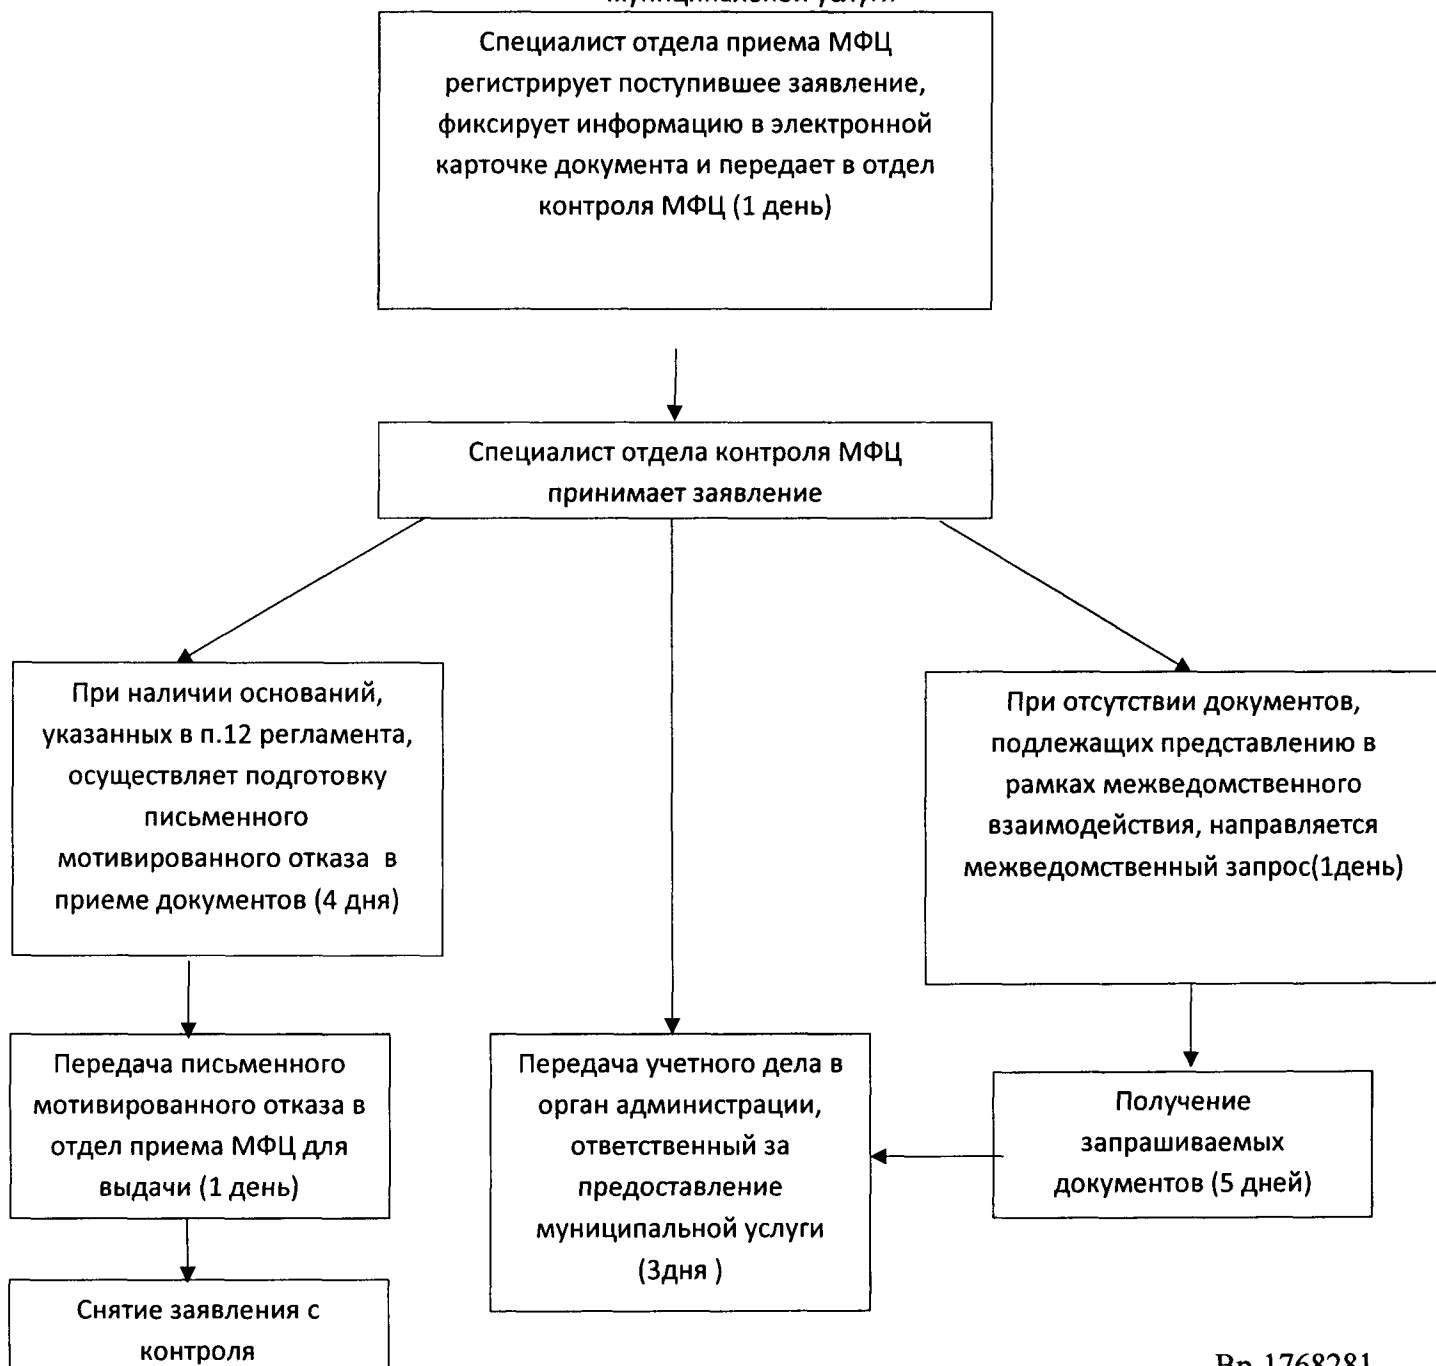 муниципальной услуги
Специалист отдела приема МФЦ
регистрирует поступившее заявление,
фиксирует информацию в электронной
карточке документа и передает в отдел
контроля МФЦ (1 день)
Специалист отдела контроля МФЦ
принимает заявление
При наличии оснований,
указанных в п.12 регламента,
осуществляет подготовку
письменного
мотивированного отказа в
приеме документов (4 дня)
При отсутствии документов,
подлежащих представлению в
рамках межведомственного
взаимодействия, направляется
межведомственный запрос(1день)
Передача письменного
мотивированного отказа в
отдел приема МФЦ для
выдачи (1 день)
Передача учетного дела в
орган администрации,
ответственный за
предоставление
муниципальной услуги
(3дня )
Получение
запрашиваемых
документов (5 дней)
Снятие заявления с
контроля
Вр-1768281